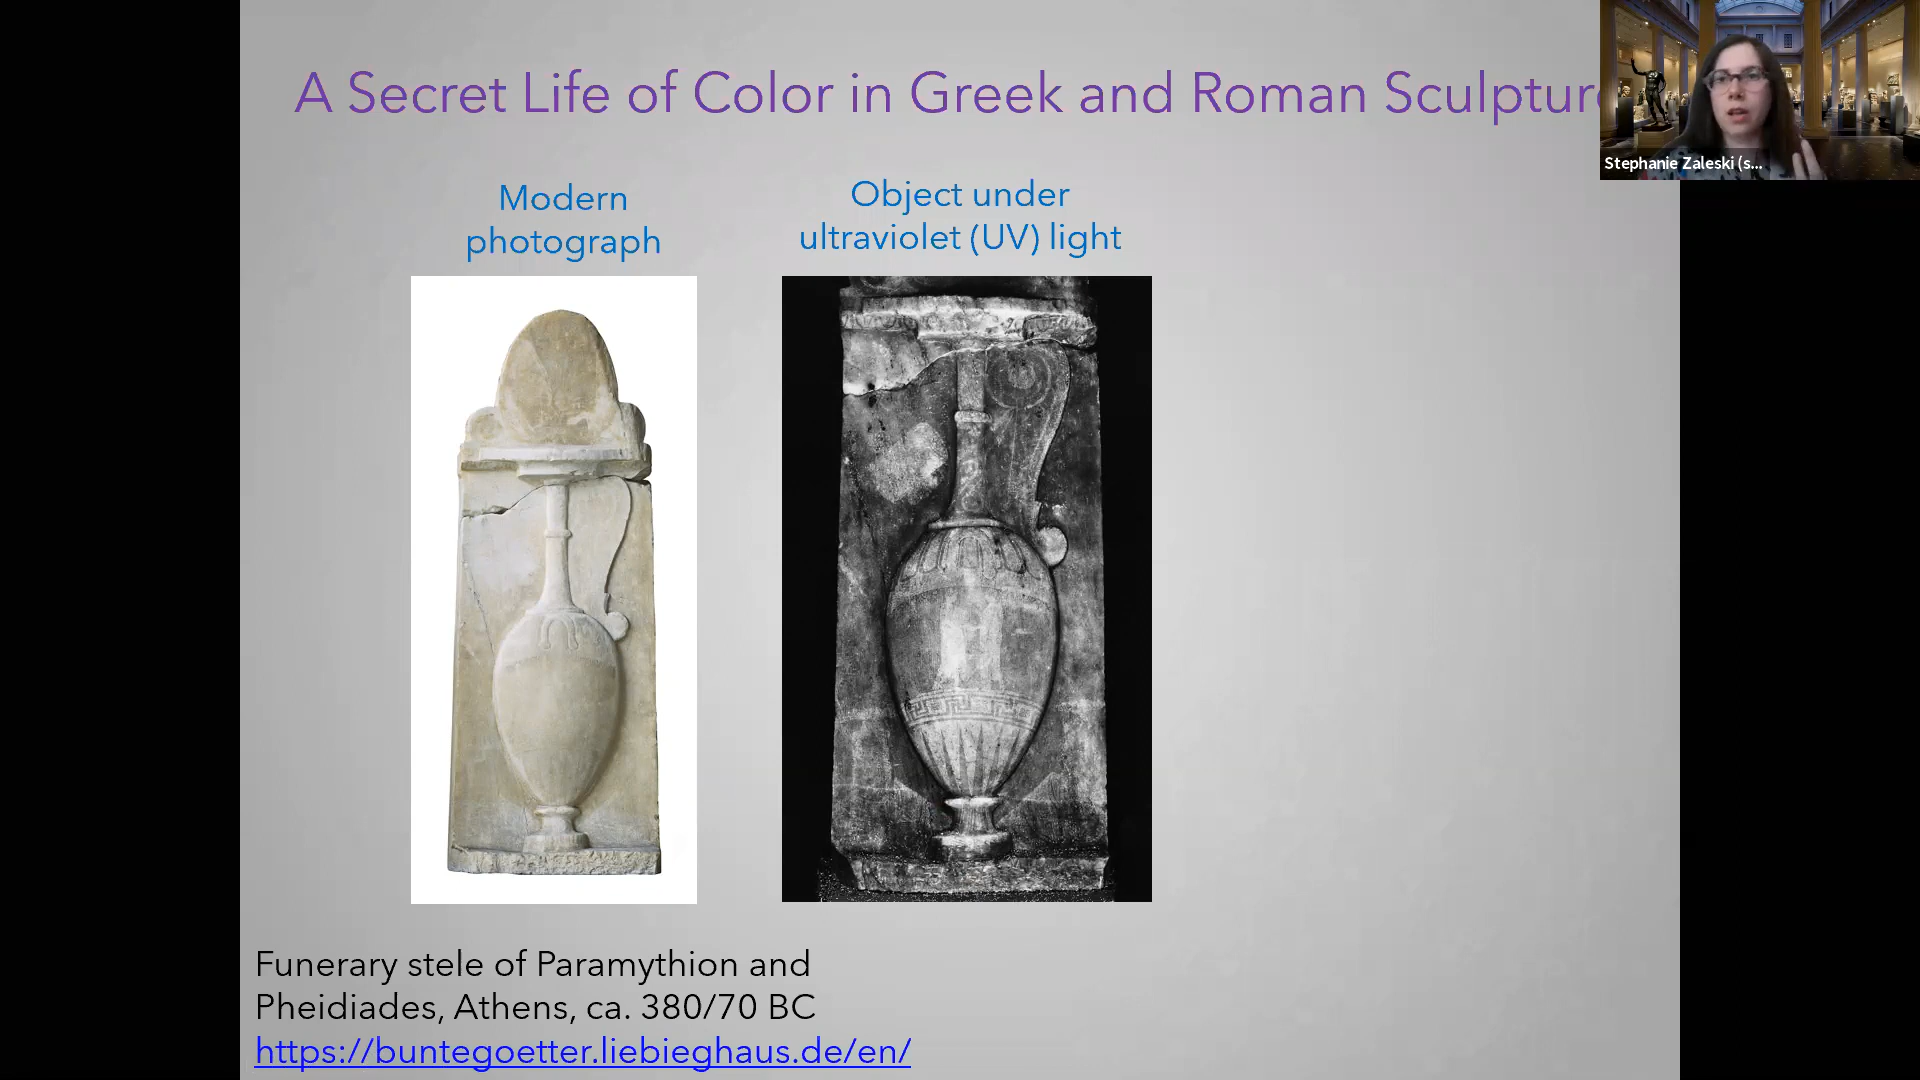 A Secret Life of Color in Greek and Roman Sculptur
Stephanie Zaleski (s...
Modern
photograph
Object under
ultraviolet (UV) light
Funerary stele of Paramythion and
Pheidiades, Athens, ca. 380/70 BC
https://buntegoetter.liebieghaus.de/en/